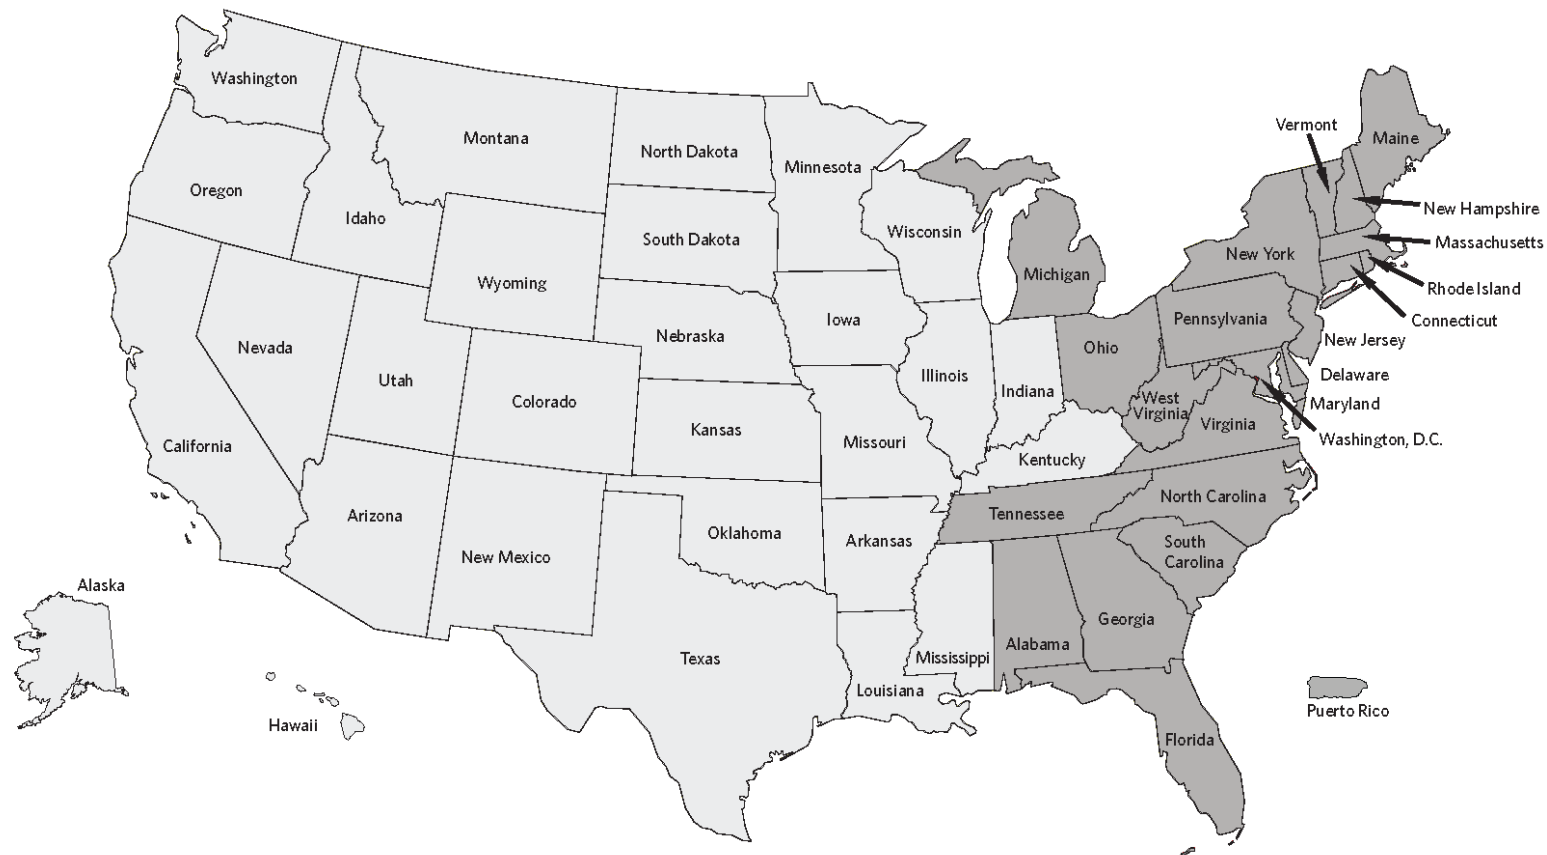 Washington
Montana
North Dakota
Minnesota
Vermont
Maine
Oregon
Idaho
New Hampshire
South Dakota
Wisconsin
Massachusetts
Wyoming
Michigan
New York
Rhode Island
Iowa
Nebraska
Pennsylvania
Connecticut
Nevada
Ohio
New Jersey
Utah
Colorado
Illinois
Indiana
Delaware
West
Virginia
Maryland
Kansas
Missouri
Virginia
Washington, D.C.
California
Kentucky
Arizona
New Mexico
Oklahoma
Arkansas
Tennessee
North Carolina
South
Carolina
Alaska
Georgia
Alabama
Texas
Mississippi
Louisiana
Hawaii
Puerto Rico
Florida